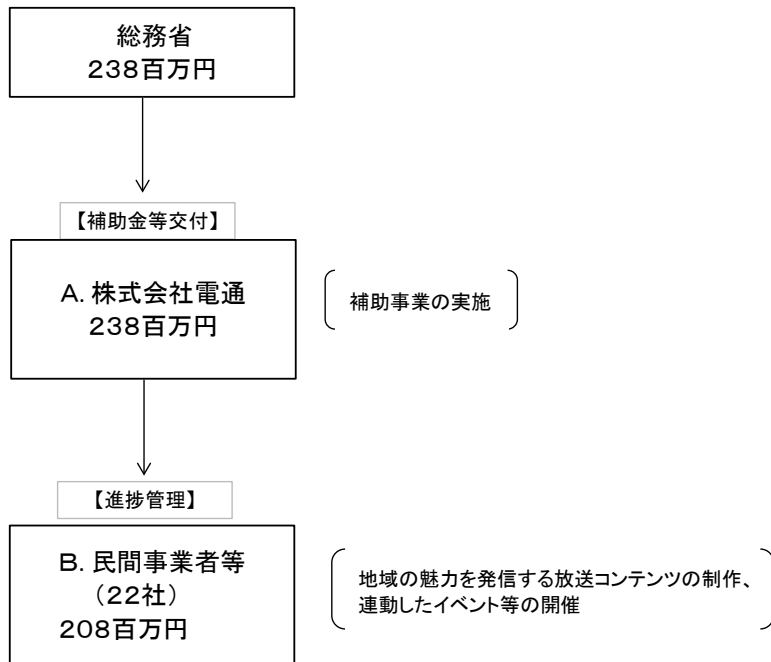 総務省
238百万円
【補助金等交付】
A. 株式会社電通
238百万円
補助事業の実施
【進捗管理】
B. 民間事業者等
（22社）
208百万円
地域の魅力を発信する放送コンテンツの制作、
連動したイベント等の開催